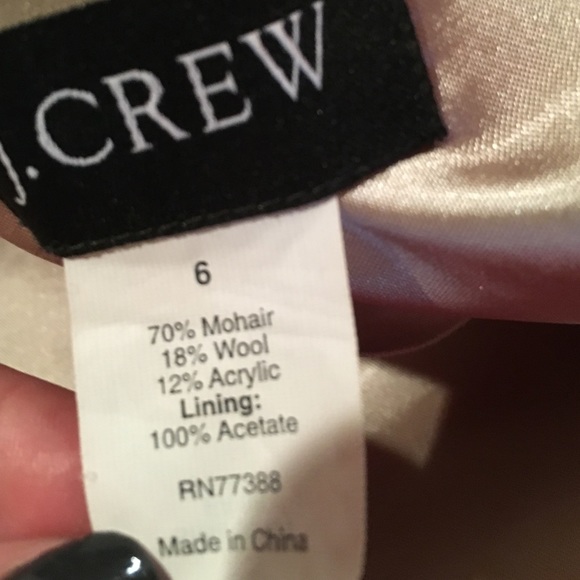 J.CREW
6
70% Mohair
18% Wool
12% Acrylic
Lining:
100% Acetate
RN77388
Made in China